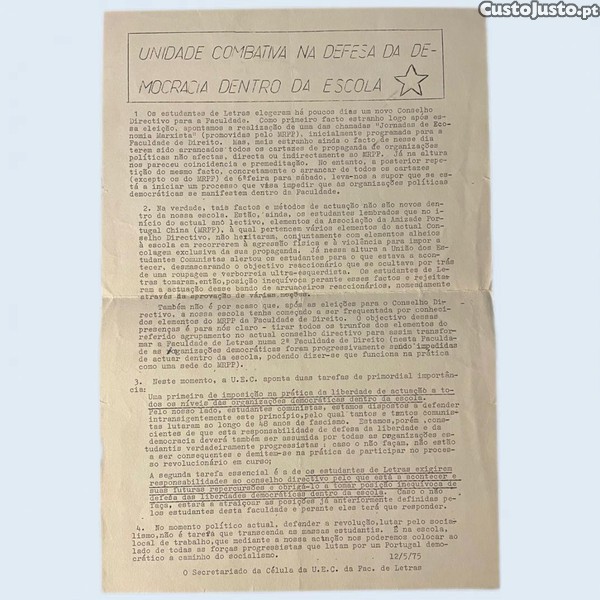 CustoJusto.pt
UNIDADE COMBATIVA NA DEFESA DA DE-
MOCRACIA DENTRO DA ESCOLA
1 Os estudantes de Letras elegeram há poucos dias um novo Conselho
Directivo para a Faculdade. Como primeiro facto estranho logo após es-
sa eleição, apontamos a realização de uma das chamadas "Jornadas de Eco-
nomia Marxista" (promovidas pelo MRPP), inicialmente programada para a
Faculdade de Direito. Mas, mais estranho ainda o facto de nesse dia
terem sido arrancados todos os cartazes de propaganda de organizações
políticas não afectas, directa ou indirectamente ao MRPP. Já na altura
nos pareceu coincidência e premeditação. No entanto, a posterior repe-
tição do mesmo facto, concretamente o arrancar de todos os cartazes
(excepto os do MRPP) de 6ªfeira para sábado, leva-nos a supor que se es-
tá a iniciar um processo que visa impedir que as organizações políticas
democráticas se manifestem dentro da Faculdade.
2. Na verdade, tais factos e métodos de actuação não são novos den-
tro da nossa escola. Estão, ainda, os estudantes lembrados que no i-
nício do actual ano lectivo, elementos da Associação da Amizade Por-
tugal China (MRPP), à qual pertencem vários elementos do actual Con-
selho Directivo, não hexitaram, conjuntamente com elementos alheios
à escola em recorrerem à agressão física e à violência para impor a
colagem exclusiva da sua propaganda. Já nessa altura a União dos Es-
tudantes Comunistas alertou os estudantes para o que estava a acon-
tecer, desmascarando o objectivo reaccionário que se ocultava por trás
de uma roupagem e verborreia ultra-esquerdista. Os estudantes de Le-
tras tomaram,então,posição inequívoca perante esses factos e rejeita-
ram a actuação desse bando de arruaceiros reaccionários, nomeadamente
através da aprovação de várias moções.
Também não é por acaso que, após as eleições para o Conselho Di-
rectivo, a nossa escola tenha começado a ser frequentada por conheci-
dos elementos do MRPP da Faculdade de Direito. O objectivo dessas
presenças é para nós claro - tirar todos os trunfos dos elementos do
referido agrupamento no actual conselho directivo para assim transfor-
mar a Faculdade de Letras numa 2ª Faculdade de Direito (nesta Faculda-
de as organizações democráticas foram progressivamente sendo impedidas
de actuar dentro da escola, podendo dizer-se que funciona na prática
como uma sede do MRPP).
3. Neste momento, a U.E.C. aponta duas tarefas de primordial importân-
cia:
Uma primeira de imposição na prática da liberdade de actuação a to-
dos os níveis das organizações democráticas dentro da escola.
Pelo nosso lado, estudantes comunistas, estamos dispostos a defender
intransigentemente este princípio,pelo qual tantos e tantos comunis-
tas lutaram ao longo de 48 anos de fascismo. Estamos,porém ,cons-
cientes de que esta responsabilidade de defesa da liberdade e da
democracia deverá também ser assumida por todas as organizações es-
tudantis verdadeiramente progressistas ; caso o não façam, não estão
a ser consequentes e demitem-se na prática de participar no proces-
so revolucionário em curso;
A segunda tarefa essencial é a de os estudantes de Letras exigirem
responsabilidades ao conselho directivo pelo que está a acontecer e
suas futuras repercursões e obrigá-lo a tomar posição inequívoca de
defesa das liberdades democráticas dentro da escola. Caso o não
faça, estará a atraiçoar as posições já anteriormente definidas pe-
los estudantes desta faculdade e perante eles terá que responder.
4. No momento político actual, defender a revolução,lutar pelo socia-
lismo,não é tarefa que transcenda as massas estudantis. É na escola,
local de trabalho,que mediante a nossa actuação nos poderemos colocar ao
lado de todas as forças progressistas que lutam por um Portugal demo-
crático a caminho do socialismo.
12/5/75
O Secretariado da Célula da U.E.C. da Fac. de Letras